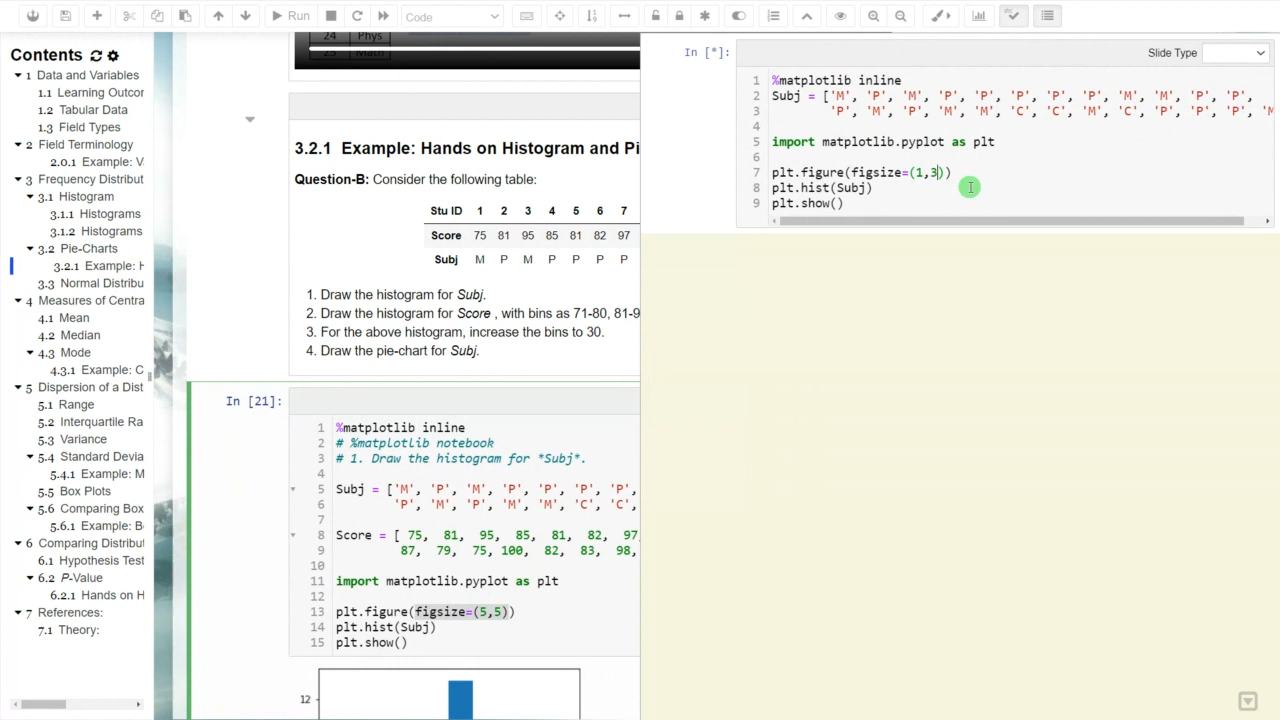 Run
Code
Contents
1 Data and Variables
1.1 Learning Outcor
1.2 Tabular Data
1.3 Field Types
2 Field Terminology
2.0.1 Example: V
3 Frequency Distribut
3.1 Histogram
3.1.1 Histograms
3.1.2 Histograms
3.2 Pie-Charts
3.2.1 Example: H
3.3 Normal Distribu
4 Measures of Centra
4.1 Mean
4.2 Median
4.3 Mode
4.3.1 Example: C
5 Dispersion of a Dist
5.1 Range
5.2 Interquartile Ra
5.3 Variance
5.4 Standard Devia
5.4.1 Example: M
5.5 Box Plots
5.6 Comparing Box
5.6.1 Example: B
6 Comparing Distribut
6.1 Hypothesis Test
6.2 P-Value
6.2.1 Hands on H
7 References:
7.1 Theory:
24 Phys
25 Math
3.2.1 Example: Hands on Histogram and Pi
Question-B: Consider the following table:
Stu ID 1 2 3 4 5 6 7
Score 75 81 95 85 81 82 97
Subj M P M P P P P
1. Draw the histogram for Subj.
2. Draw the histogram for Score , with bins as 71-80, 81-9
3. For the above histogram, increase the bins to 30.
4. Draw the pie-chart for Subj.
In [21]:
1 %matplotlib inline
2 # %matplotlib notebook
3 # 1. Draw the histogram for *Subj*.
4
5 Subj = ['M', 'P', 'M', 'P', 'P', 'P', 'P',
6 'P', 'M', 'P', 'M', 'M', 'C', 'C',
7
8 Score = [ 75, 81, 95, 85, 81, 82, 97,
9 87, 79, 75, 100, 82, 83, 98,
10
11 import matplotlib.pyplot as plt
12
13 plt.figure(figsize=(5,5))
14 plt.hist(Subj)
15 plt.show()
12
In [*]:
Slide Type
1 %matplotlib inline
2 Subj = ['M', 'P', 'M', 'P', 'P', 'P', 'P', 'P', 'M', 'M', 'P', 'P',
3 'P', 'M', 'P', 'M', 'M', 'C', 'C', 'M', 'C', 'P', 'P', 'P', 'M
4
5 import matplotlib.pyplot as plt
6
7 plt.figure(figsize=(1,3))
8 plt.hist(Subj)
9 plt.show()